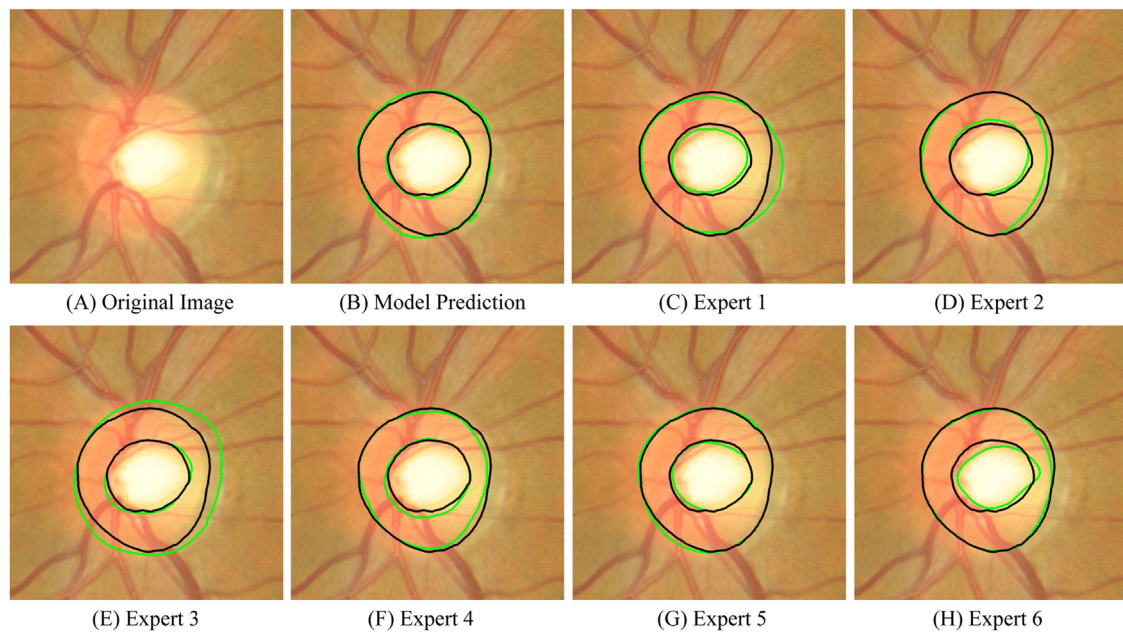 (A) Original Image
(B) Model Prediction
(C) Expert 1
(D) Expert 2
(E) Expert 3
(F) Expert 4
(G) Expert 5
(H) Expert 6